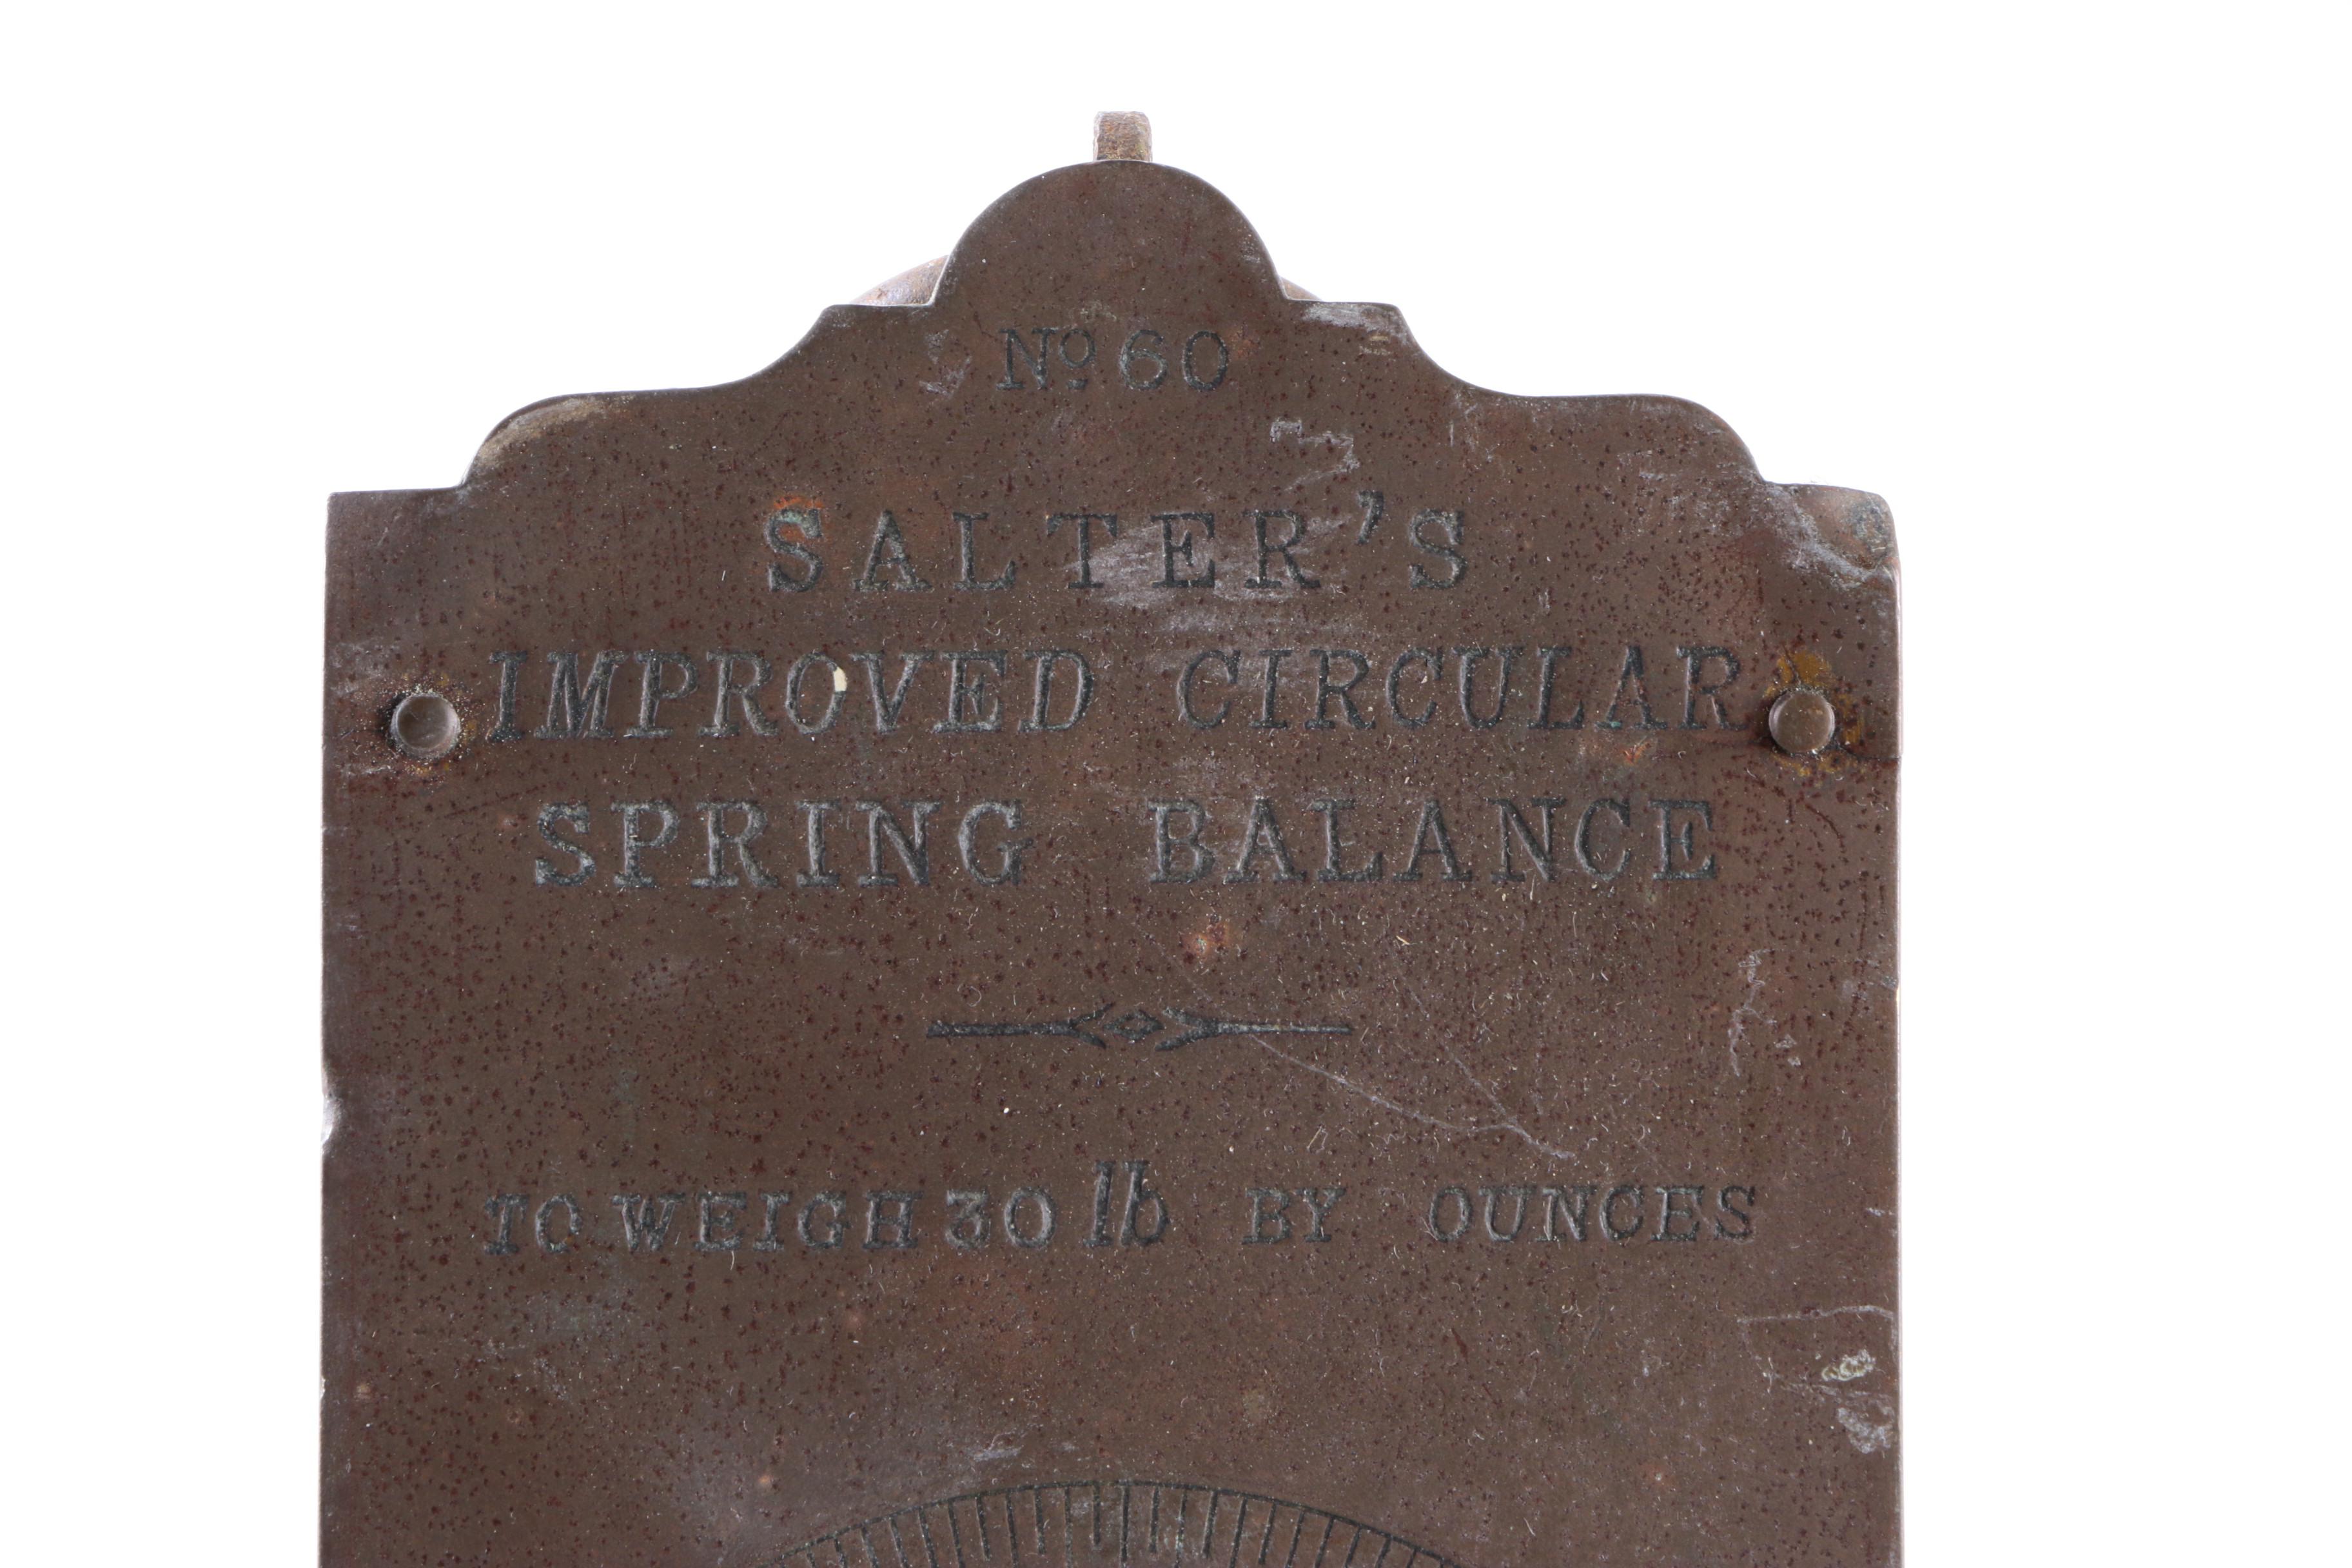 Nº 60
SALTER'S
IMPROVED CIRCULAR
SPRING BALANCE
TO WEIGH 30 lb BY OUNCES